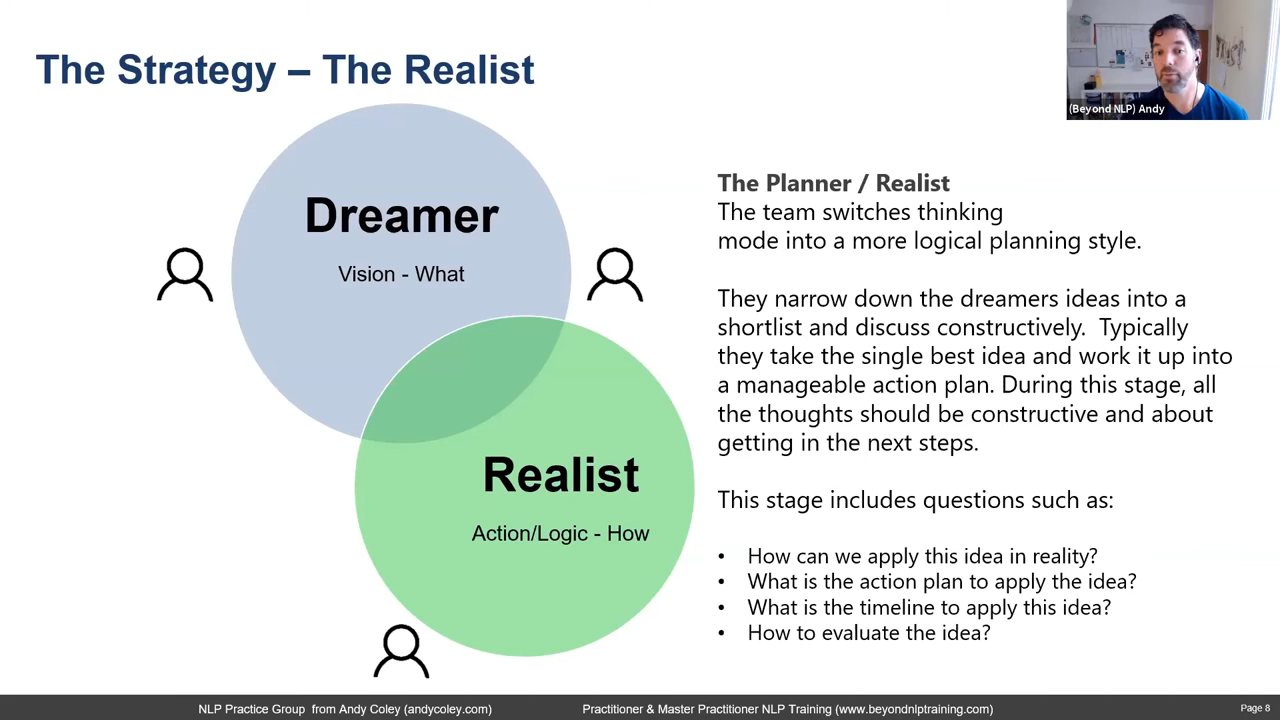 The Strategy – The Realist
(Beyond NLP) Andy
Dreamer
Vision - What
Realist
Action/Logic - How
The Planner / Realist
The team switches thinking
mode into a more logical planning style.
They narrow down the dreamers ideas into a
shortlist and discuss constructively.  Typically
they take the single best idea and work it up into
a manageable action plan. During this stage, all
the thoughts should be constructive and about
getting in the next steps.
This stage includes questions such as:
• How can we apply this idea in reality?
• What is the action plan to apply the idea?
• What is the timeline to apply this idea?
• How to evaluate the idea?
NLP Practice Group  from Andy Coley (andycoley.com)
Practitioner & Master Practitioner NLP Training (www.beyondnlptraining.com)
Page 8